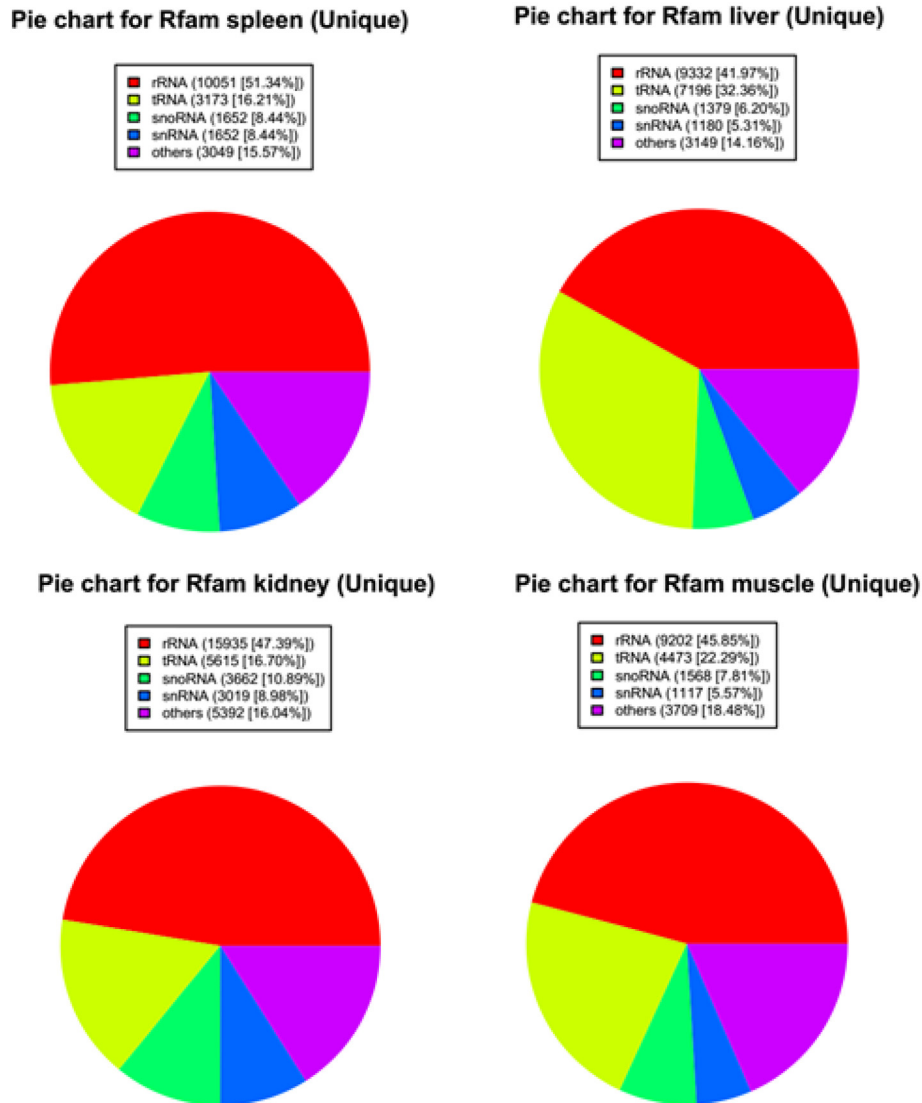 Pie chart for Rfam spleen (Unique)
rRNA (10051 [51.34%])
tRNA (3173 [16.21%])
snoRNA (1652 [8.44%])
snRNA (1652 [8.44%])
others (3049 [15.57%])
Pie chart for Rfam liver (Unique)
rRNA (9332 [41.97%])
tRNA (7196 [32.36%])
snoRNA (1379 [6.20%])
snRNA (1180 [5.31%])
others (3149 [14.16%])
Pie chart for Rfam kidney (Unique)
rRNA (15935 [47.39%])
tRNA (5615 [16.70%])
snoRNA (3662 [10.89%])
snRNA (3019 [8.98%])
others (5392 [16.04%])
Pie chart for Rfam muscle (Unique)
rRNA (9202 [45.85%])
tRNA (4473 [22.29%])
snoRNA (1568 [7.81%])
snRNA (1117 [5.57%])
others (3709 [18.48%])